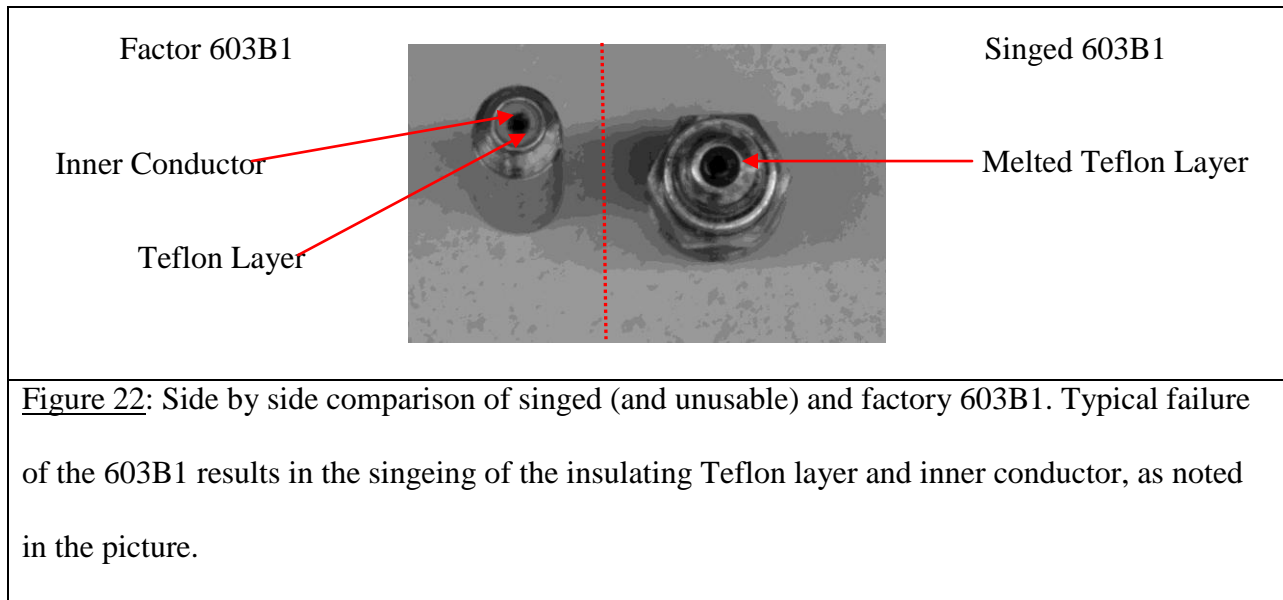 Factor 603B1
Singed 603B1
Inner Conductor
Melted Teflon Layer
Teflon Layer
Figure 22: Side by side comparison of singed (and unusable) and factory 603B1. Typical failure
of the 603B1 results in the singeing of the insulating Teflon layer and inner conductor, as noted
in the picture.